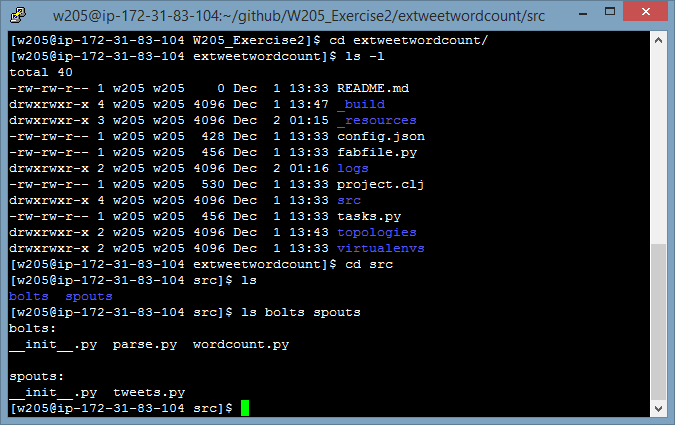 w205@ip-172-31-83-104:~/github/W205_Exercise2/extweetwordcount/src
[w205@ip-172-31-83-104 W205_Exercise2]$ cd extweetwordcount/
[w205@ip-172-31-83-104 extweetwordcount]$ ls -l
total 40
-rw-rw-r-- 1 w205 w205    0 Dec  1 13:33 README.md
drwxrwxr-x 4 w205 w205 4096 Dec  1 13:47 _build
drwxrwxr-x 3 w205 w205 4096 Dec  2 01:15 _resources
-rw-rw-r-- 1 w205 w205  428 Dec  1 13:33 config.json
-rw-rw-r-- 1 w205 w205  456 Dec  1 13:33 fabfile.py
drwxrwxr-x 2 w205 w205 4096 Dec  2 01:16 logs
-rw-rw-r-- 1 w205 w205  530 Dec  1 13:33 project.clj
drwxrwxr-x 4 w205 w205 4096 Dec  1 13:33 src
-rw-rw-r-- 1 w205 w205  456 Dec  1 13:33 tasks.py
drwxrwxr-x 2 w205 w205 4096 Dec  1 13:43 topologies
drwxrwxr-x 2 w205 w205 4096 Dec  1 13:33 virtualenvs
[w205@ip-172-31-83-104 extweetwordcount]$ cd src
[w205@ip-172-31-83-104 src]$ ls
bolts  spouts
[w205@ip-172-31-83-104 src]$ ls bolts spouts
bolts:
__init__.py  parse.py  wordcount.py

spouts:
__init__.py  tweets.py
[w205@ip-172-31-83-104 src]$